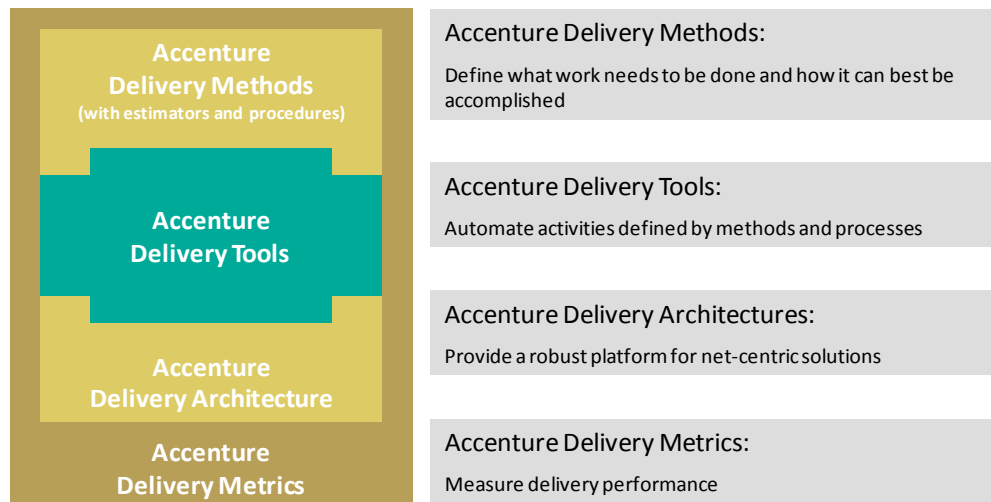 Accenture
Delivery Methods
(with estimators and procedures)
Accenture
Delivery Tools
Accenture
Delivery Architecture
Accenture
Delivery Metrics
Accenture Delivery Methods:
Define what work needs to be done and how it can best be
accomplished
Accenture Delivery Tools:
Automate activities defined by methods and processes
Accenture Delivery Architectures:
Provide a robust platform for net-centric solutions
Accenture Delivery Metrics:
Measure delivery performance